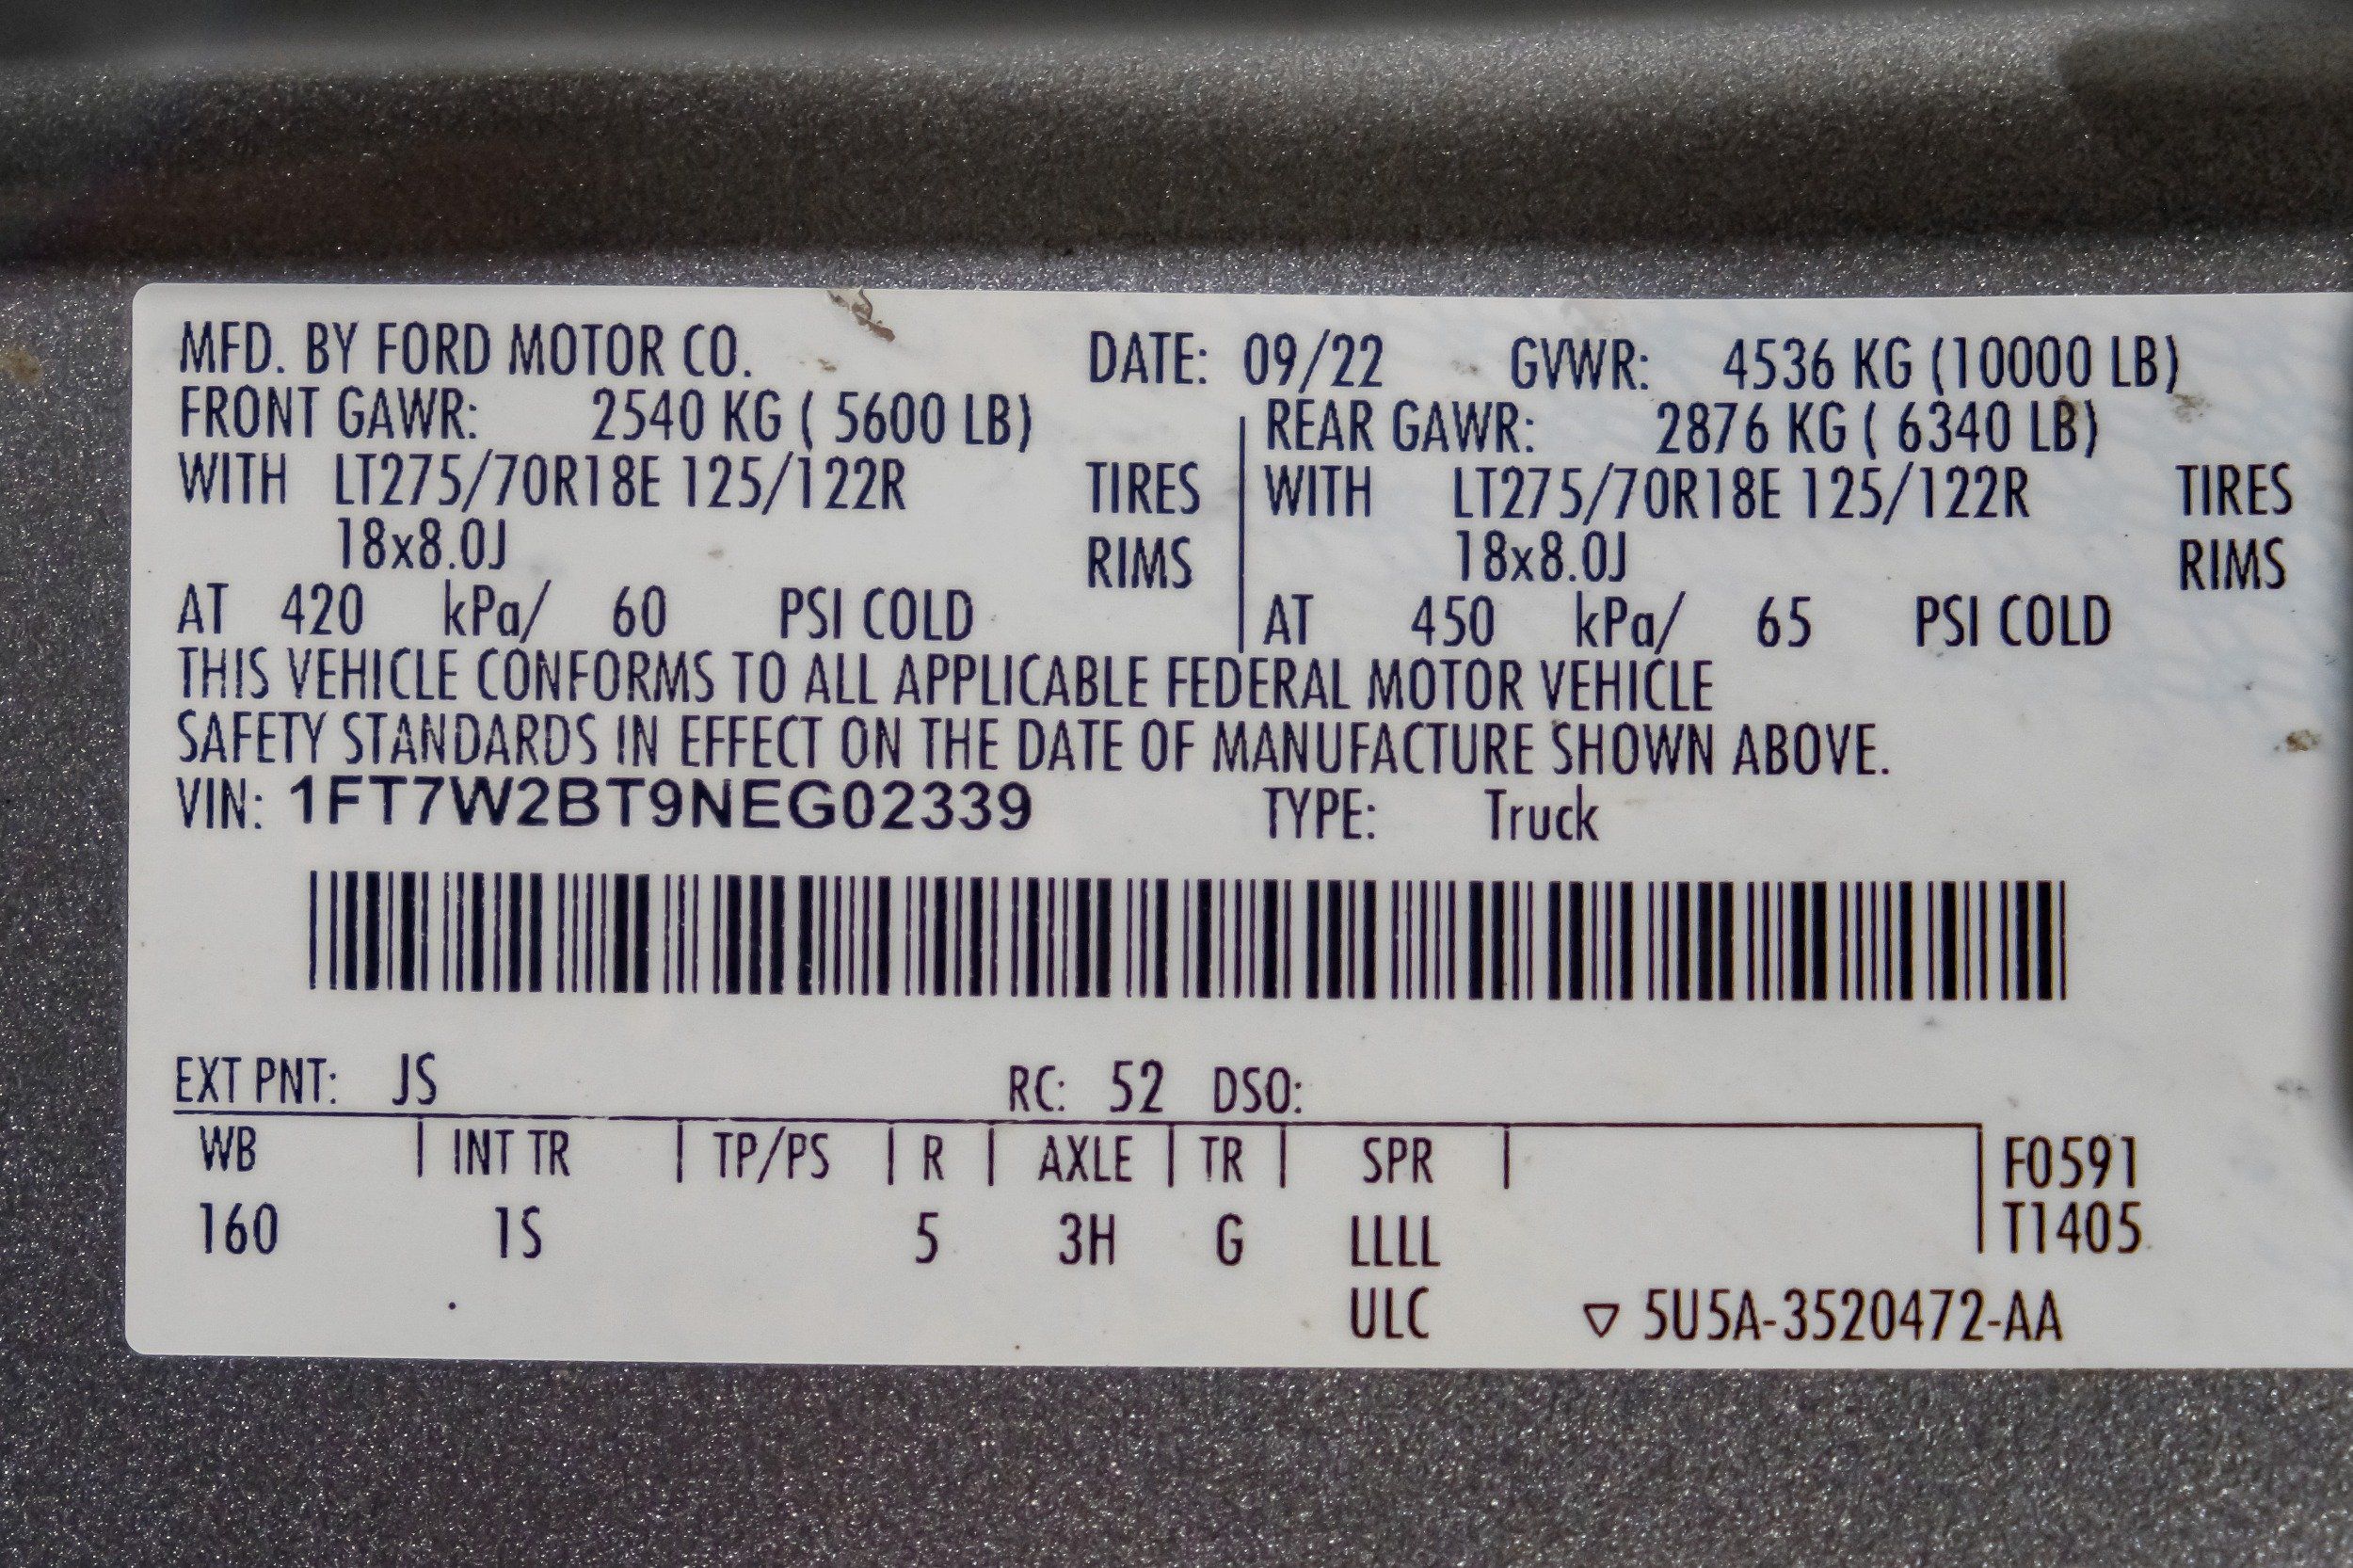 MFD. BY FORD MOTOR CO. DATE: 09/22 GVWR: 4536 KG (10000 LB)
FRONT GAWR: 2540 KG ( 5600 LB) REAR GAWR: 2876 KG ( 6340 LB)
WITH LT275/70R18E 125/122R TIRES WITH LT275/70R18E 125/122R TIRES
18x8.0J RIMS 18x8.0J RIMS
AT 420 kPa/ 60 PSI COLD AT 450 kPa/ 65 PSI COLD
THIS VEHICLE CONFORMS TO ALL APPLICABLE FEDERAL MOTOR VEHICLE
SAFETY STANDARDS IN EFFECT ON THE DATE OF MANUFACTURE SHOWN ABOVE.
VIN: 1FT7W2BT9NEG02339 TYPE: Truck
EXT PNT: JS RC: 52 DSO:
WB | INT TR | TP/PS | R | AXLE | TR | SPR | F0591
160 1S 5 3H G LLLL T1405
ULC ▽ 5U5A-3520472-AA